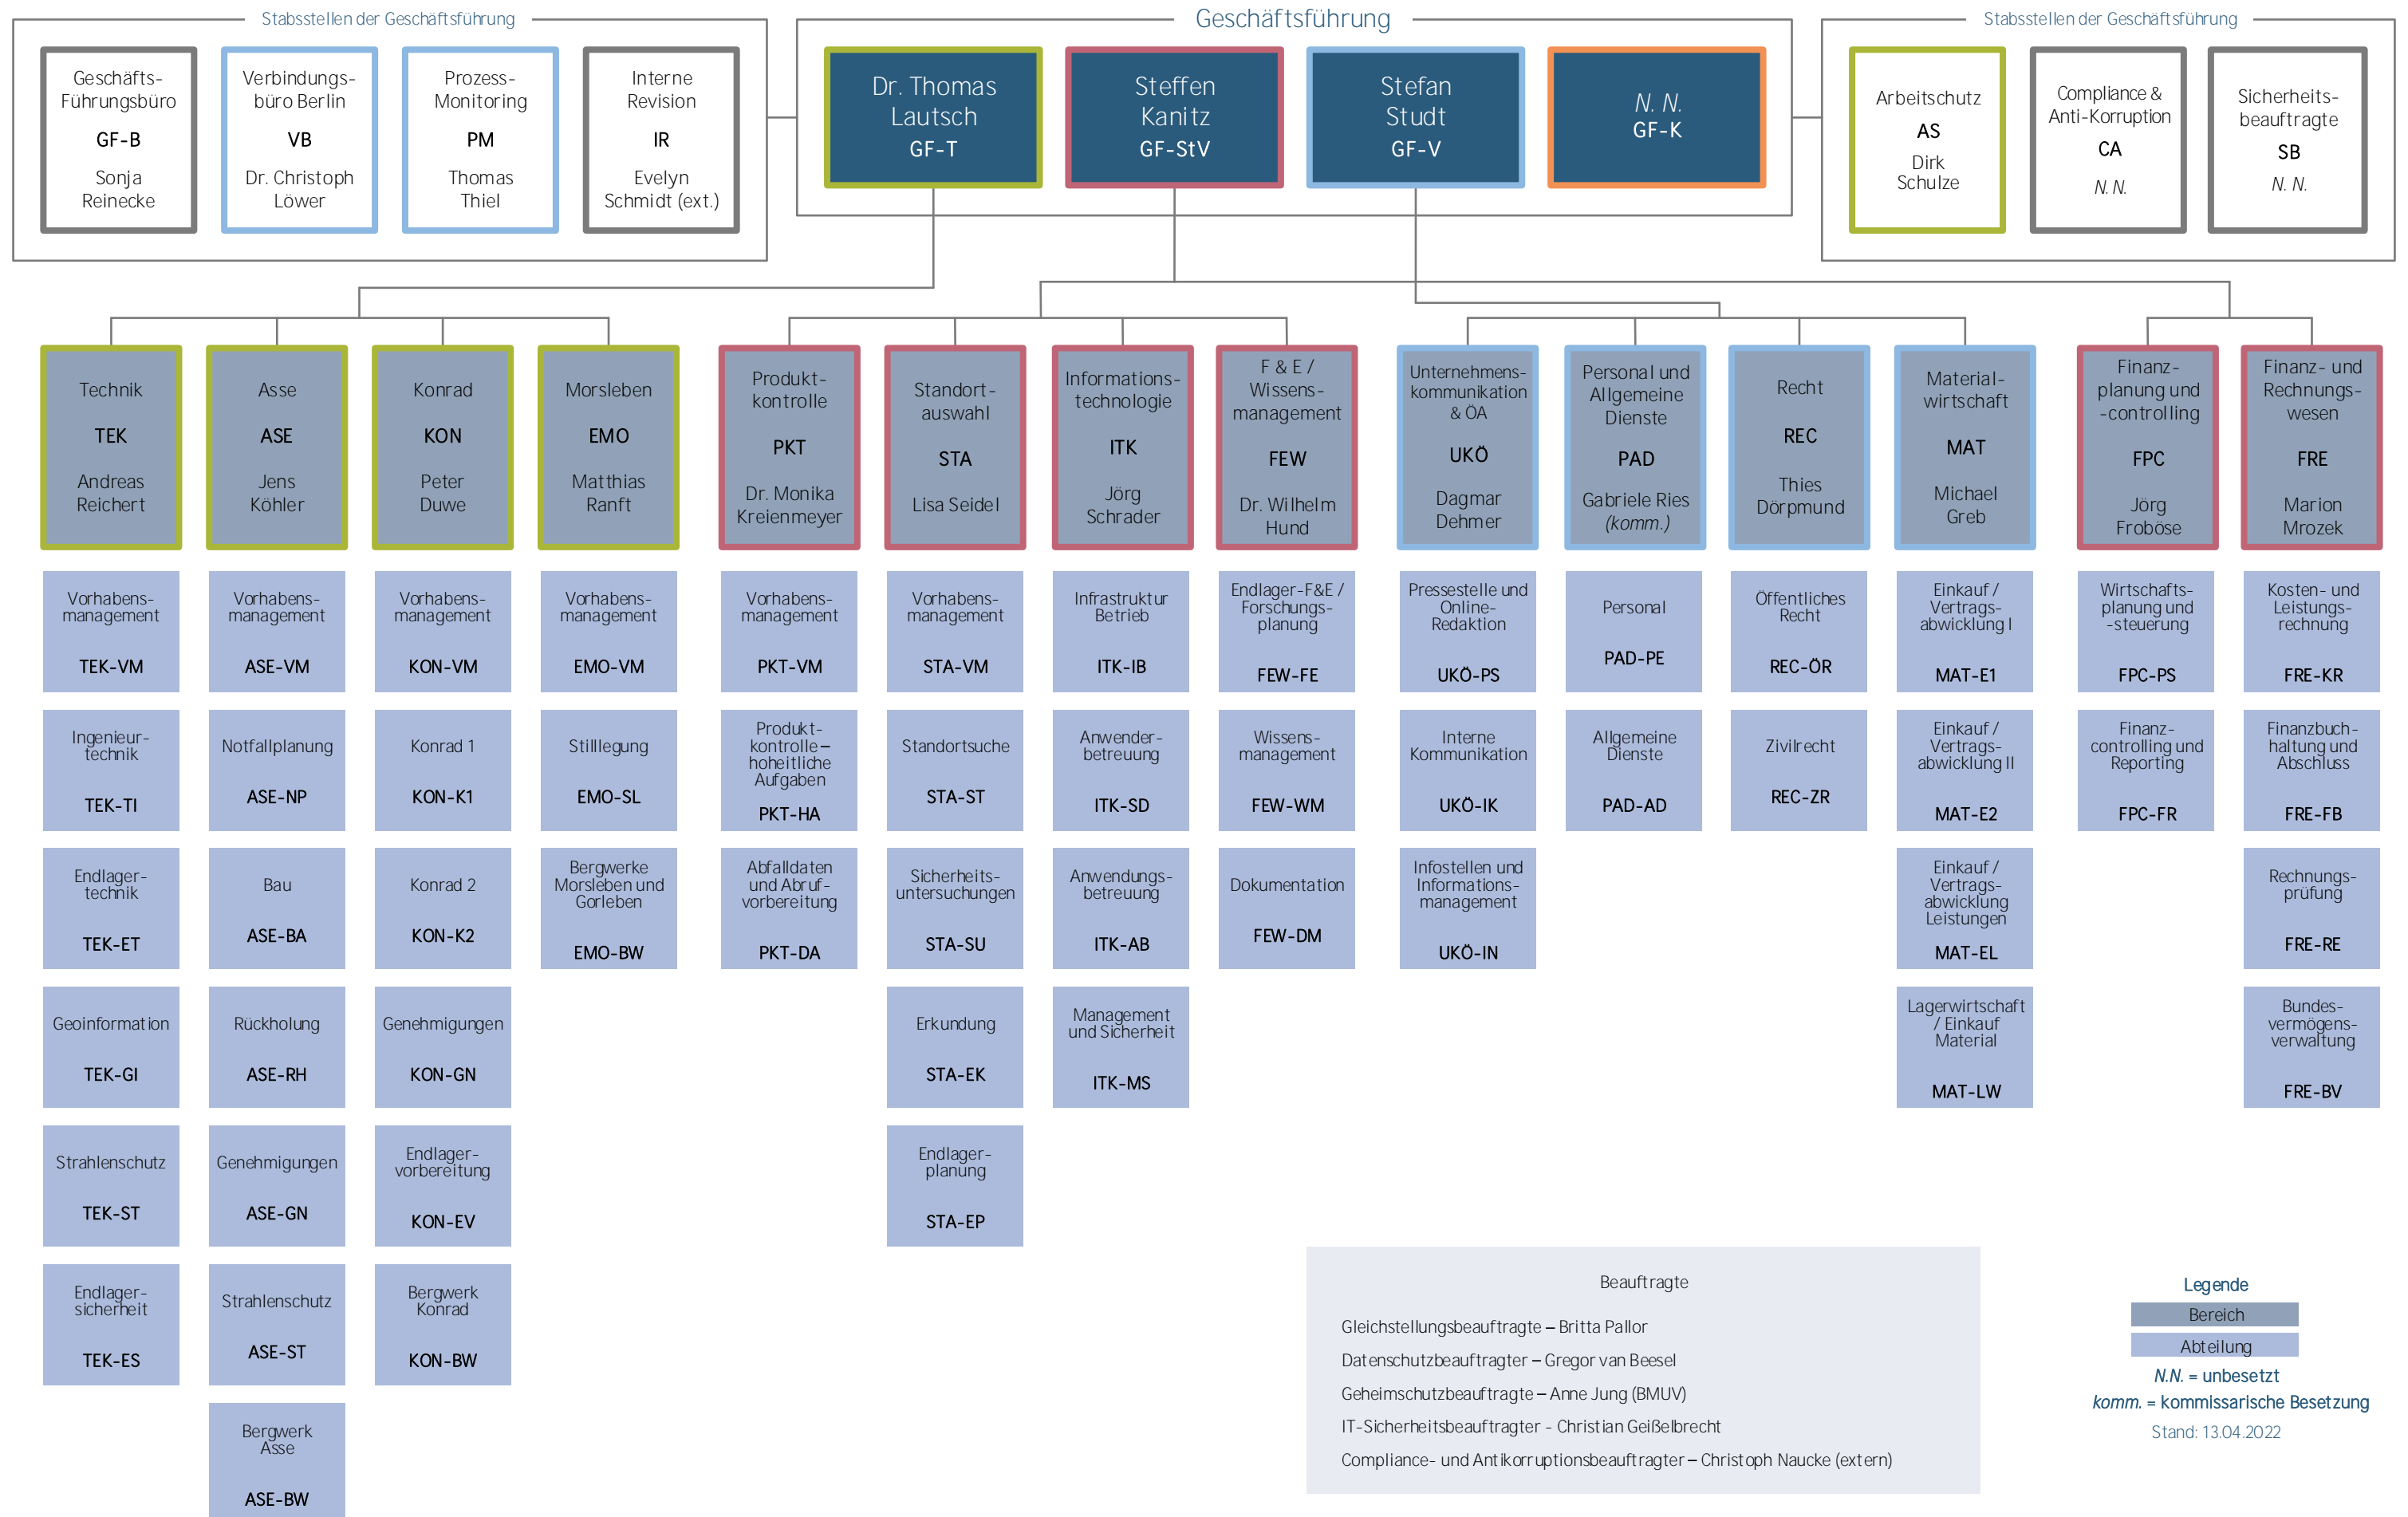 Stabsstellen der Geschäftsführung
Geschäfts-
Führungsbüro
GF-B
Sonja
Reinecke
Verbindungs-
büro Berlin
VB
Dr. Christoph
Löwer
Prozess-
Monitoring
PM
Thomas
Thiel
Interne
Revision
IR
Evelyn
Schmidt (ext.)
Geschäftsführung
Dr. Thomas
Lautsch
GF-T
Steffen
Kanitz
GF-StV
Stefan
Studt
GF-V
N. N.
GF-K
Stabsstellen der Geschäftsführung
Arbeitschutz
AS
Dirk
Schulze
Compliance &
Anti-Korruption
CA
N. N.
Sicherheits-
beauftragte
SB
N. N.
Technik
TEK
Andreas
Reichert
Vorhabens-
management
TEK-VM
Ingenieur-
technik
TEK-TI
Endlager-
technik
TEK-ET
Geoinformation
TEK-GI
Strahlenschutz
TEK-ST
Endlager-
sicherheit
TEK-ES
Asse
ASE
Jens
Köhler
Vorhabens-
management
ASE-VM
Notfallplanung
ASE-NP
Bau
ASE-BA
Rückholung
ASE-RH
Genehmigungen
ASE-GN
Strahlenschutz
ASE-ST
Bergwerk
Asse
ASE-BW
Konrad
KON
Peter
Duwe
Vorhabens-
management
KON-VM
Konrad 1
KON-K1
Konrad 2
KON-K2
Genehmigungen
KON-GN
Endlager-
vorbereitung
KON-EV
Bergwerk
Konrad
KON-BW
Morsleben
EMO
Matthias
Ranft
Vorhabens-
management
EMO-VM
Stilllegung
EMO-SL
Bergwerke
Morsleben und
Gorleben
EMO-BW
Produkt-
kontrolle
PKT
Dr. Monika
Kreienmeyer
Vorhabens-
management
PKT-VM
Produkt-
kontrolle –
hoheitliche
Aufgaben
PKT-HA
Abfalldaten
und Abruf-
vorbereitung
PKT-DA
Standort-
auswahl
STA
Lisa Seidel
Vorhabens-
management
STA-VM
Standortsuche
STA-ST
Sicherheits-
untersuchungen
STA-SU
Erkundung
STA-EK
Endlager-
planung
STA-EP
Informations-
technologie
ITK
Jörg
Schrader
Infrastruktur
Betrieb
ITK-IB
Anwender-
betreuung
ITK-SD
Anwendungs-
betreuung
ITK-AB
Management
und Sicherheit
ITK-MS
F & E /
Wissens-
management
FEW
Dr. Wilhelm
Hund
Endlager-F&E /
Forschungs-
planung
FEW-FE
Wissens-
management
FEW-WM
Dokumentation
FEW-DM
Unternehmens-
kommunikation
& ÖA
UKÖ
Dagmar
Dehmer
Pressestelle und
Online-
Redaktion
UKÖ-PS
Interne
Kommunikation
UKÖ-IK
Infostellen und
Informations-
management
UKÖ-IN
Personal und
Allgemeine
Dienste
PAD
Gabriele Ries
(komm.)
Personal
PAD-PE
Allgemeine
Dienste
PAD-AD
Recht
REC
Thies
Dörpmund
Öffentliches
Recht
REC-ÖR
Zivilrecht
REC-ZR
Material-
wirtschaft
MAT
Michael
Greb
Einkauf /
Vertrags-
abwicklung I
MAT-E1
Einkauf /
Vertrags-
abwicklung II
MAT-E2
Einkauf /
Vertrags-
abwicklung
Leistungen
MAT-EL
Lagerwirtschaft
/ Einkauf
Material
MAT-LW
Finanz-
planung und
-controlling
FPC
Jörg
Froböse
Wirtschafts-
planung und
-steuerung
FPC-PS
Finanz-
controlling und
Reporting
FPC-FR
Finanz- und
Rechnungs-
wesen
FRE
Marion
Mrozek
Kosten- und
Leistungs-
rechnung
FRE-KR
Finanzbuch-
haltung und
Abschluss
FRE-FB
Rechnungs-
prüfung
FRE-RE
Bundes-
vermögens-
verwaltung
FRE-BV
Beauftragte
Gleichstellungsbeauftragte – Britta Pallor
Datenschutzbeauftragter – Gregor van Beesel
Geheimschutzbeauftragte – Anne Jung (BMUV)
IT-Sicherheitsbeauftragter - Christian Geißelbrecht
Compliance- und Antikorruptionsbeauftragter – Christoph Naucke (extern)
Legende
Bereich
Abteilung
N.N. = unbesetzt
komm. = kommissarische Besetzung
Stand: 13.04.2022